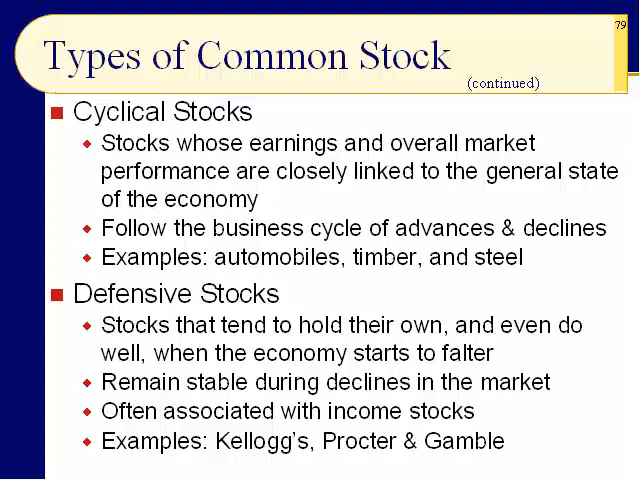 79
Types of Common Stock
(continued)
Cyclical Stocks
Stocks whose earnings and overall market
performance are closely linked to the general state
of the economy
Follow the business cycle of advances & declines
Examples: automobiles, timber, and steel
Defensive Stocks
Stocks that tend to hold their own, and even do
well, when the economy starts to falter
Remain stable during declines in the market
Often associated with income stocks
Examples: Kellogg's, Procter & Gamble